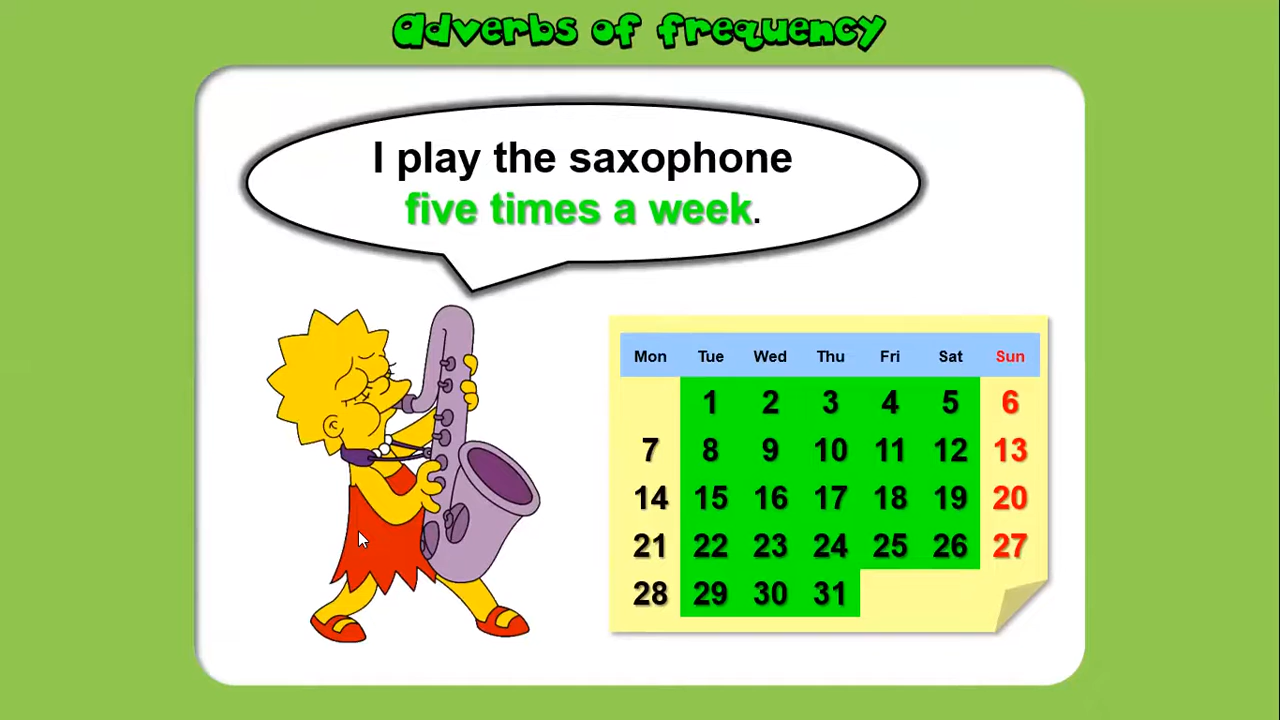 adverbs of frequency
I play the saxophone
five times a week.
Mon Tue Wed Thu Fri Sat Sun
1 2 3 4 5 6
7 8 9 10 11 12 13
14 15 16 17 18 19 20
21 22 23 24 25 26 27
28 29 30 31